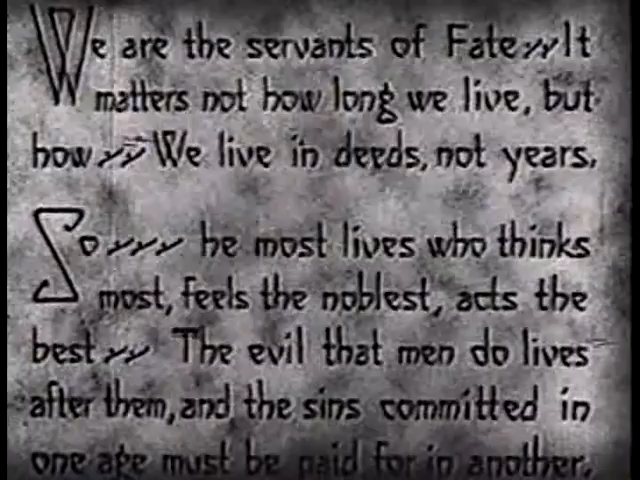 We are the servants of Fate~~It
matters not how long we live, but
how~~We live in deeds, not years.
So~~~ he most lives who thinks
most, feels the noblest, acts the
best~~ The evil that men do lives
after them, and the sins committed in
one age must be paid for in another.